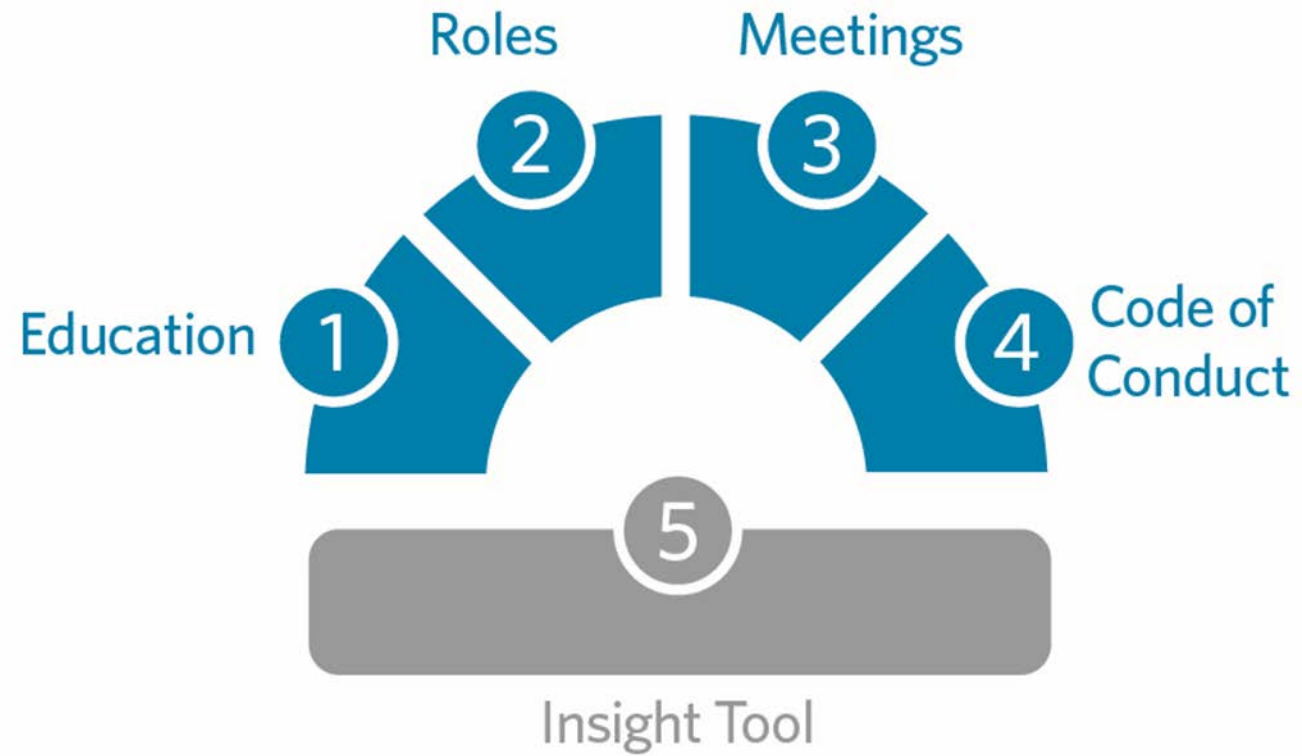 Roles
Meetings
2
3
Education
1
4
Code of
Conduct
5
Insight Tool